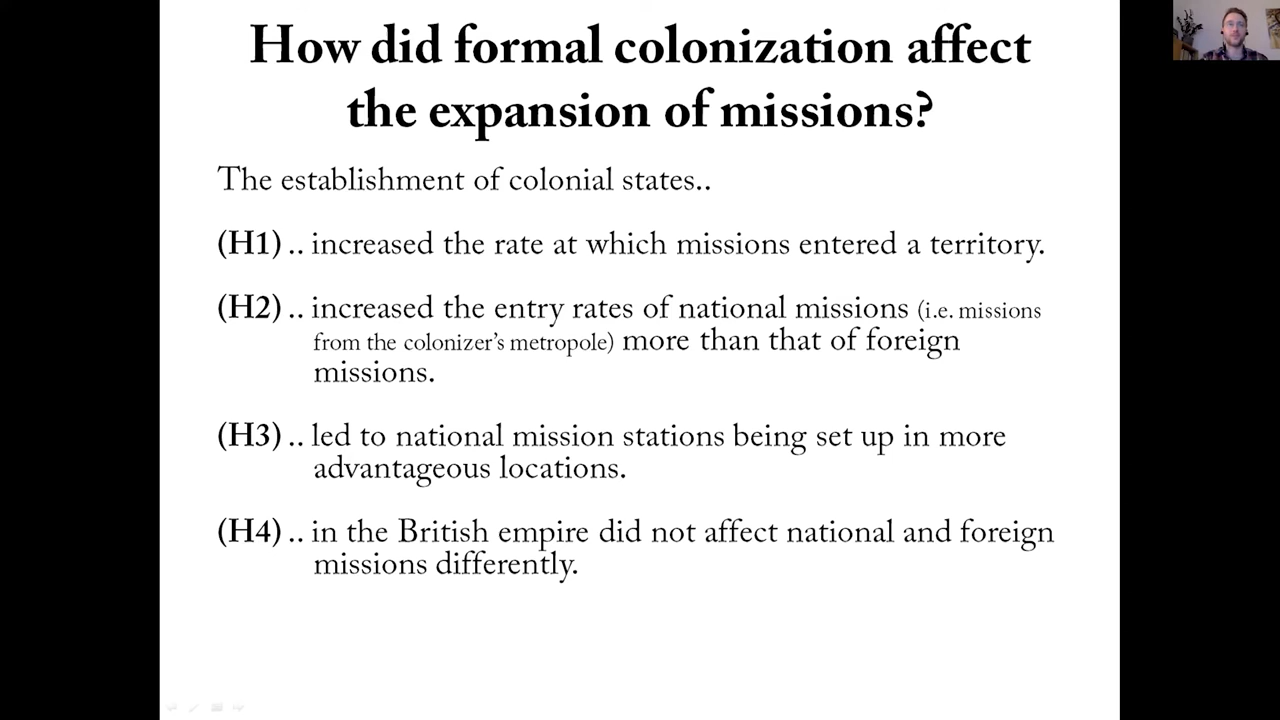 How did formal colonization affect
the expansion of missions?
The establishment of colonial states..
(H1) .. increased the rate at which missions entered a territory.
(H2) .. increased the entry rates of national missions (i.e. missions
from the colonizer's metropole) more than that of foreign
missions.
(H3) .. led to national mission stations being set up in more
advantageous locations.
(H4) .. in the British empire did not affect national and foreign
missions differently.